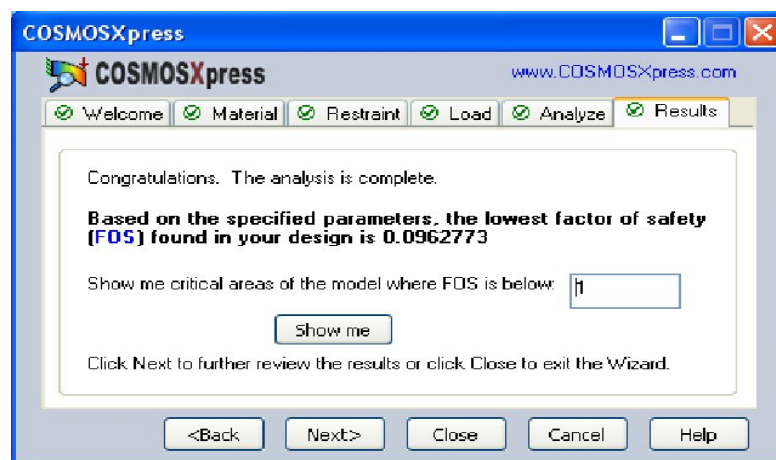 COSMOSXpress
COSMOSXpress www.COSMOSXpress.com
Welcome Material Restraint Load Analyze Results
Congratulations. The analysis is complete.
Based on the specified parameters, the lowest factor of safety
(FOS) found in your design is 0.0962773
Show me critical areas of the model where FOS is below: 1
Show me
Click Next to further review the results or click Close to exit the Wizard.
<Back Next> Close Cancel Help